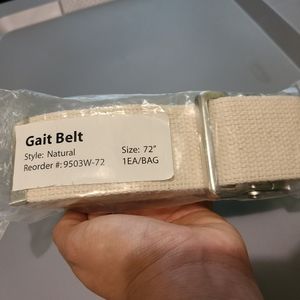 Gait Belt
Style: Natural Size: 72"
Reorder #: 9503W-72 1EA/BAG